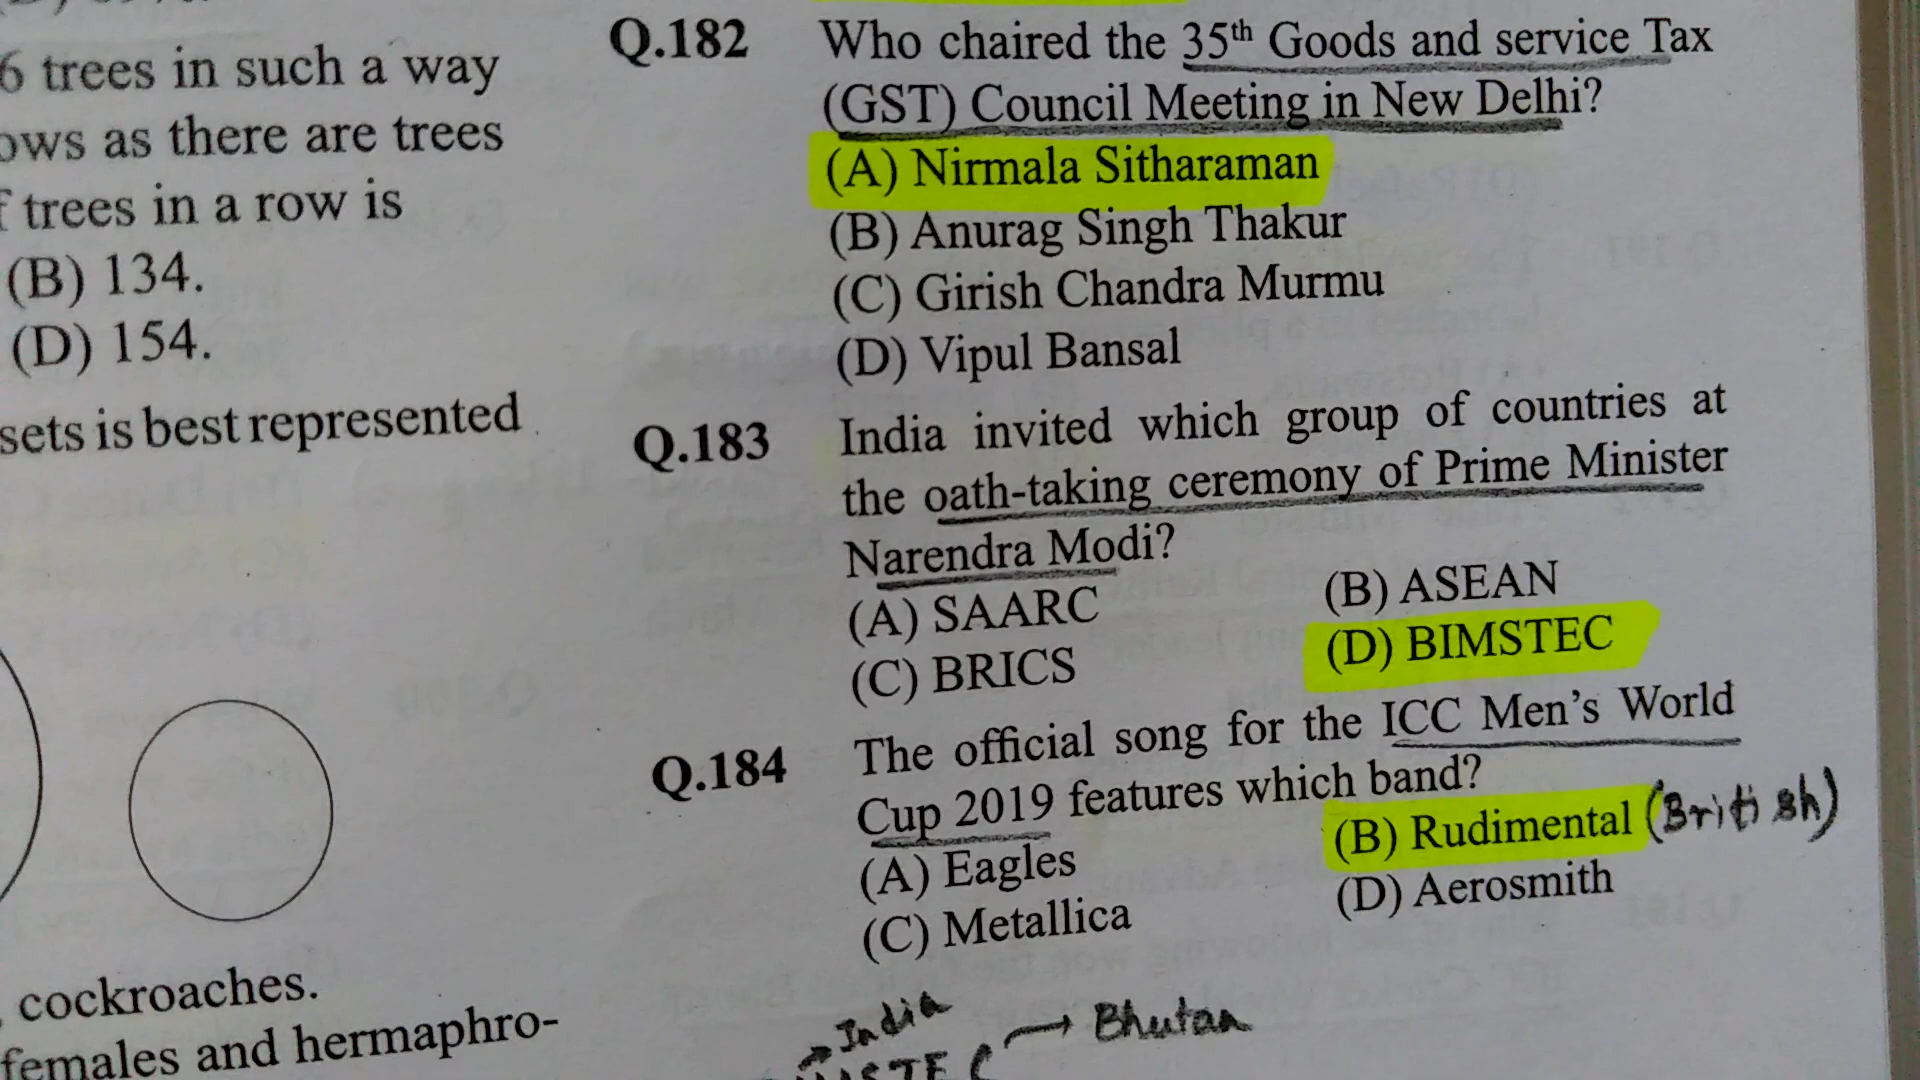 6 trees in such a way
ows as there are trees
f trees in a row is
(B) 134.
(D) 154.
sets is best represented
cockroaches.
females and hermaphro-
Q.182 Who chaired the 35th Goods and service Tax
(GST) Council Meeting in New Delhi?
(A) Nirmala Sitharaman
(B) Anurag Singh Thakur
(C) Girish Chandra Murmu
(D) Vipul Bansal
Q.183 India invited which group of countries at
the oath-taking ceremony of Prime Minister
Narendra Modi?
(A) SAARC (B) ASEAN
(C) BRICS (D) BIMSTEC
Q.184 The official song for the ICC Men's World
Cup 2019 features which band?
(A) Eagles (B) Rudimental (British)
(C) Metallica (D) Aerosmith
India → Bhutan